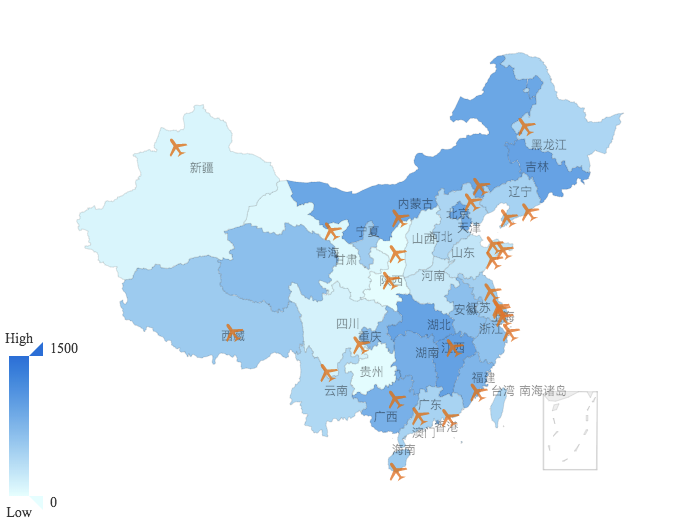 黑龙江
新疆
吉林
辽宁
内蒙古
北京
宁夏
天津
山西
河北
青海
甘肃
山东
陕西
河南
安徽
江苏
上海
四川
湖北
浙江
西藏
重庆
High
湖南
江西
1500
贵州
福建
云南
台湾
南海诸岛
广东
广西
香港
澳门
海南
0
Low